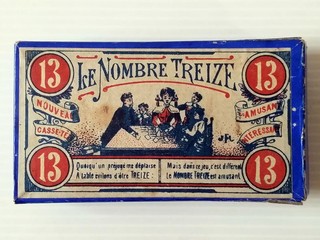 LE NOMBRE TREIZE
13
13
NOUVEAU
CASSE-TÊTE
AMUSANT
INTÉRESSANT
13
13
Quoiqu'un préjugé me déplaise
A table évitons d'être TREIZE :
Mais dans ce jeu, c'est différent
Le NOMBRE TREIZE est amusant